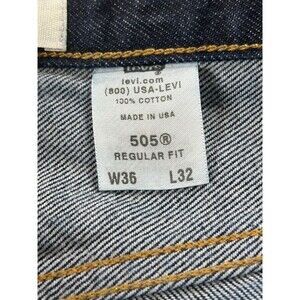 levi.com
(800) USA-LEVI
100% COTTON
MADE IN USA
505®
REGULAR FIT
W36 L32